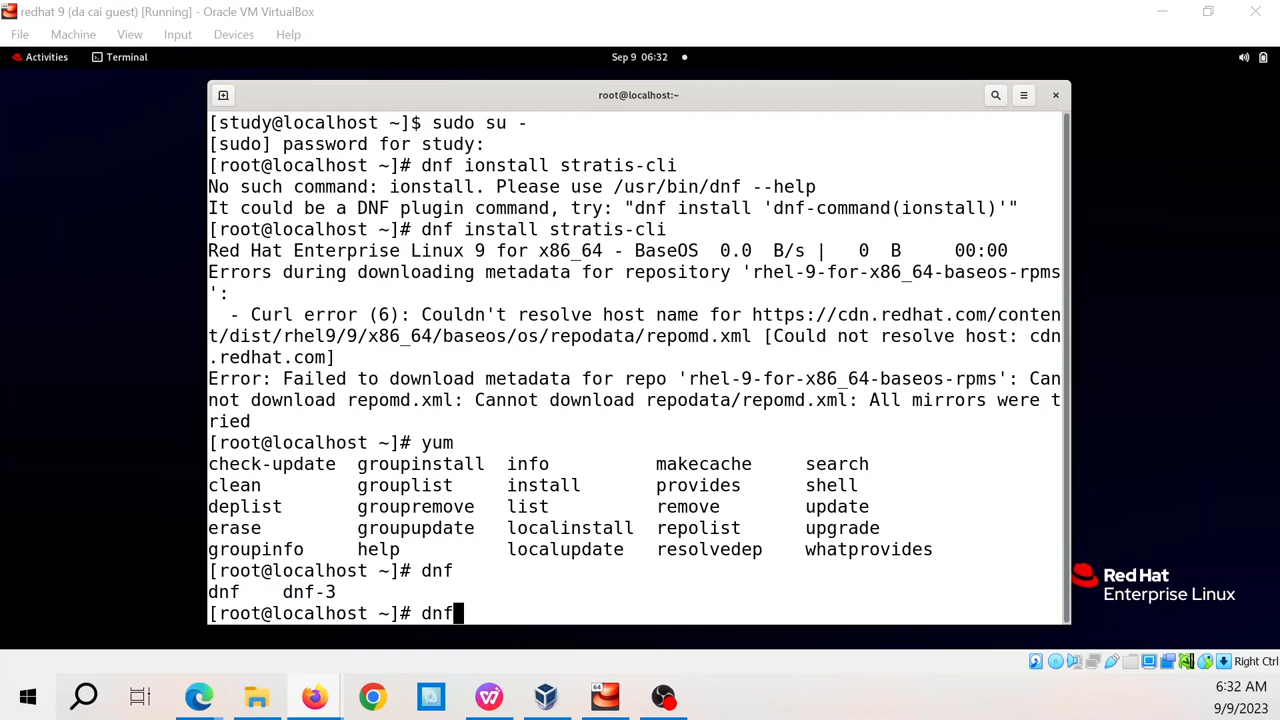 redhat 9 (da cai guest) [Running] - Oracle VM VirtualBox
File Machine View Input Devices Help
Activities Terminal Sep 9 06:32
root@localhost:~
[study@localhost ~]$ sudo su -
[sudo] password for study:
[root@localhost ~]# dnf ionstall stratis-cli
No such command: ionstall. Please use /usr/bin/dnf --help
It could be a DNF plugin command, try: "dnf install 'dnf-command(ionstall)'"
[root@localhost ~]# dnf install stratis-cli
Red Hat Enterprise Linux 9 for x86_64 - BaseOS  0.0  B/s |   0  B     00:00
Errors during downloading metadata for repository 'rhel-9-for-x86_64-baseos-rpms
':
  - Curl error (6): Couldn't resolve host name for https://cdn.redhat.com/conten
t/dist/rhel9/9/x86_64/baseos/os/repodata/repomd.xml [Could not resolve host: cdn
.redhat.com]
Error: Failed to download metadata for repo 'rhel-9-for-x86_64-baseos-rpms': Can
not download repomd.xml: Cannot download repodata/repomd.xml: All mirrors were t
ried
[root@localhost ~]# yum
check-update  groupinstall  info          makecache     search
clean         grouplist     install       provides      shell
deplist       groupremove   list          remove        update
erase         groupupdate   localinstall  repolist      upgrade
groupinfo     help          localupdate   resolvedep    whatprovides
[root@localhost ~]# dnf
dnf    dnf-3
[root@localhost ~]# dnf
Red Hat
Enterprise Linux
Right Ctrl
64
6:32 AM
9/9/2023